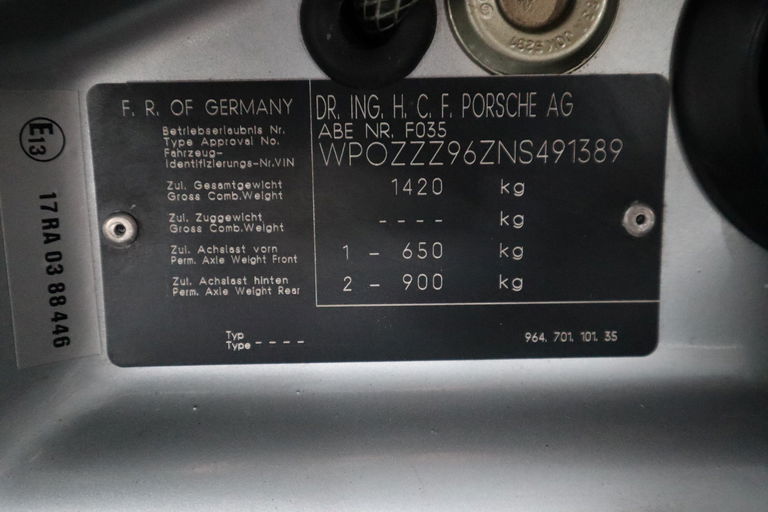 F. R. OF GERMANY
DR. ING. H. C. F. PORSCHE AG
Betriebserlaubnis Nr.
Type Approval No.
ABE NR. F035
Fahrzeug-
Identifizierungs-Nr.VIN
WPOZZZ96ZNS491389
Zul. Gesamtgewicht
Gross Comb.Weight
1420 kg
Zul. Zuggewicht
Gross Comb.Weight
---- kg
Zul. Achslast vorn
Perm. Axle Weight Front
1 - 650 kg
Zul. Achslast hinten
Perm. Axle Weight Rear
2 - 900 kg
Typ
Type ----
964. 701. 101. 35
E13
17 RA 03 88446